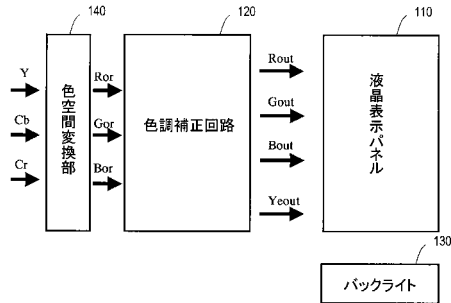 140
120
110
Y
Cb
Cr
色空間変換部
Ror
Gor
Bor
色調補正回路
Rout
Gout
Bout
Yeout
液晶表示パネル
130
バックライト